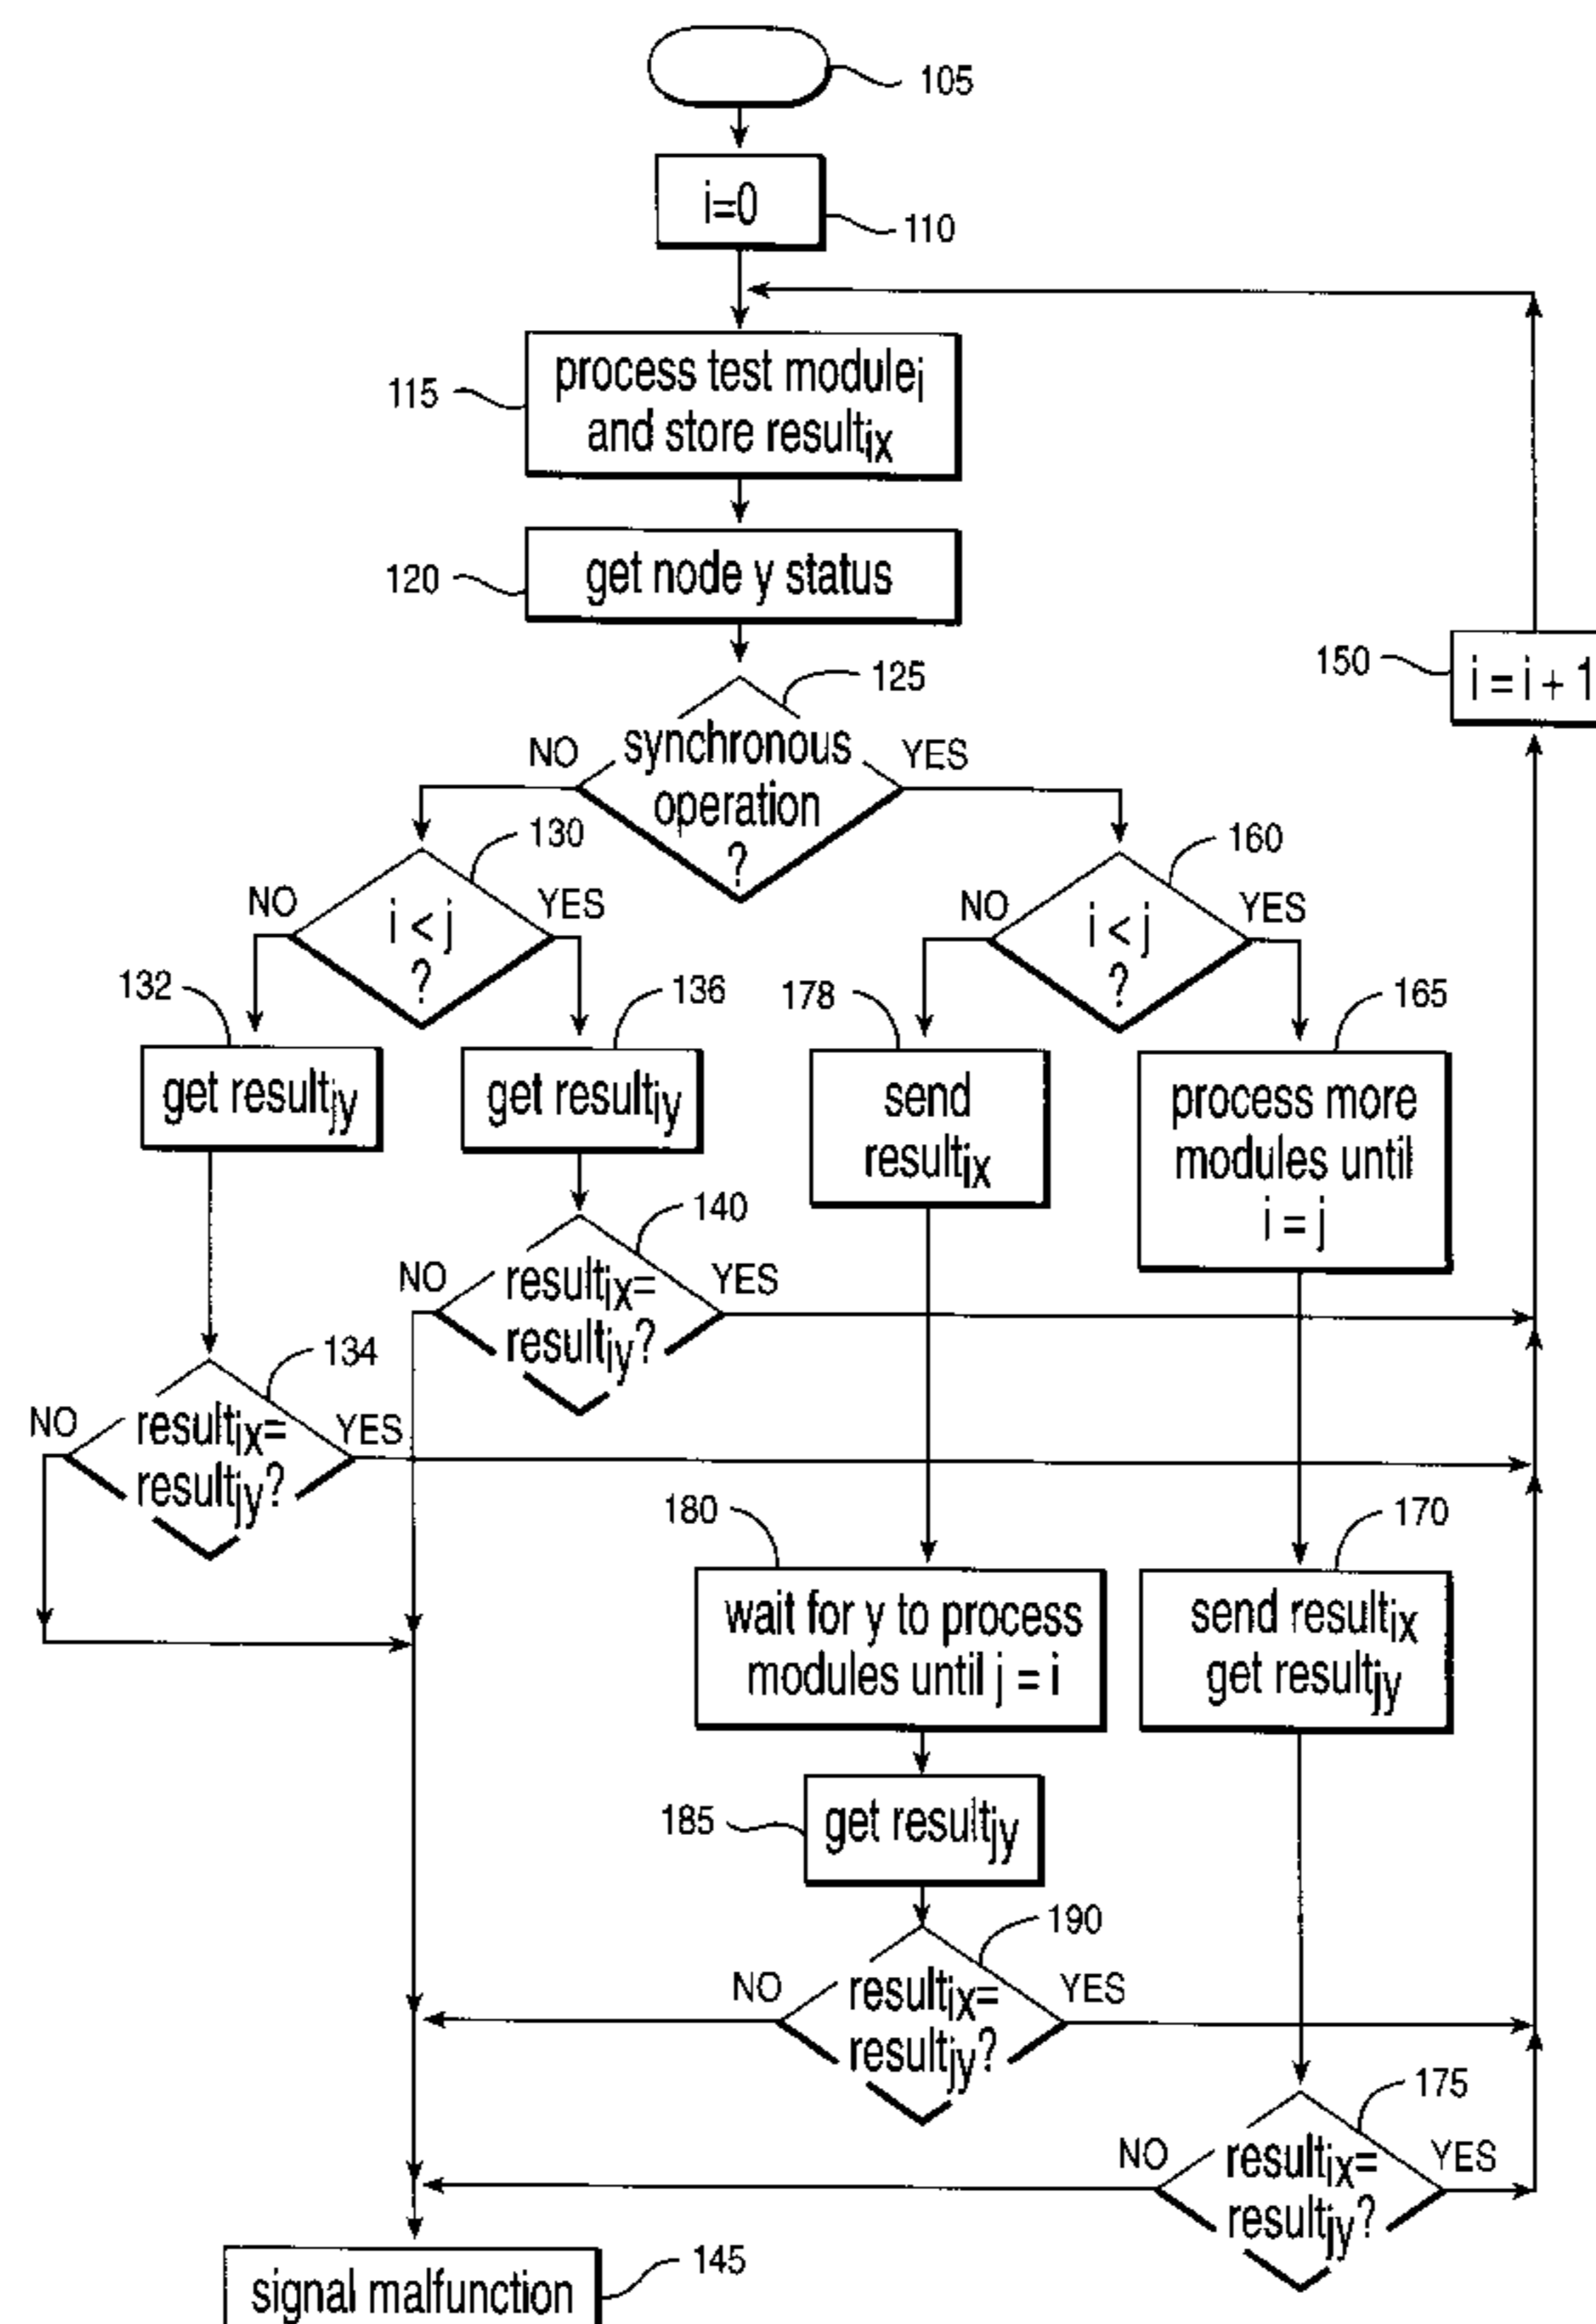 105
i=0
110
process test modulei
and store resultix
115
get node y status
120
150
i = i + 1
125
synchronous
operation
?
NO
YES
130
i < j
?
NO
YES
160
i < j
?
NO
YES
132
get resultjy
136
get resultiy
178
send
resultix
165
process more
modules until
i = j
140
NO
resultix=
resultiy?
YES
134
NO
resultix=
resultjy?
YES
180
wait for y to process
modules until j = i
170
send resultix
get resultjy
185
get resultjy
190
NO
resultix=
resultjy?
YES
175
NO
resultix=
resultjy?
YES
signal malfunction
145